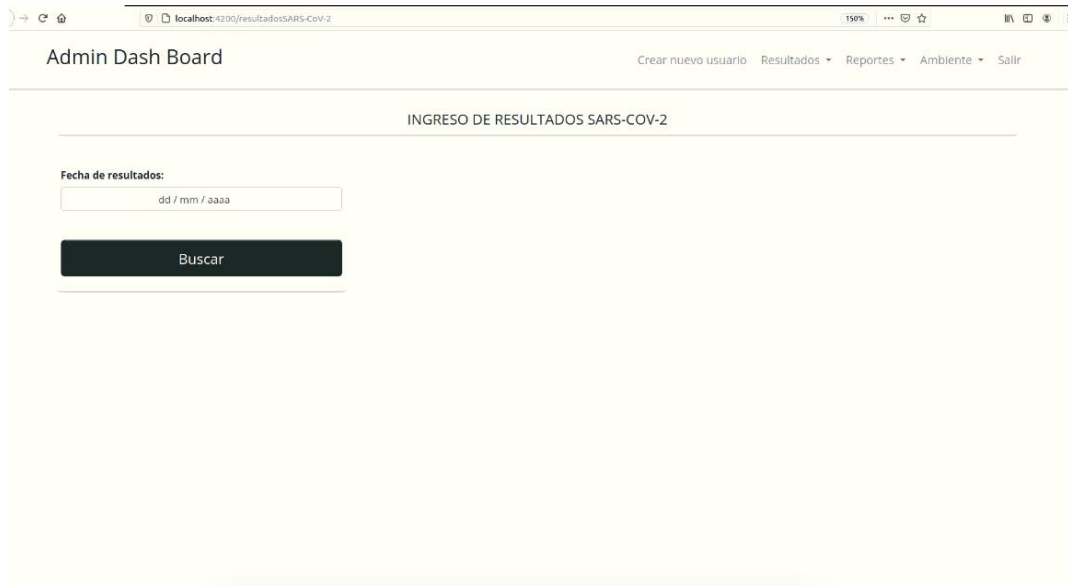 localhost:4200/resultadosSARS-CoV-2
150%
Admin Dash Board
Crear nuevo usuario Resultados Reportes Ambiente Salir
INGRESO DE RESULTADOS SARS-COV-2
Fecha de resultados:
dd / mm / aaaa
Buscar